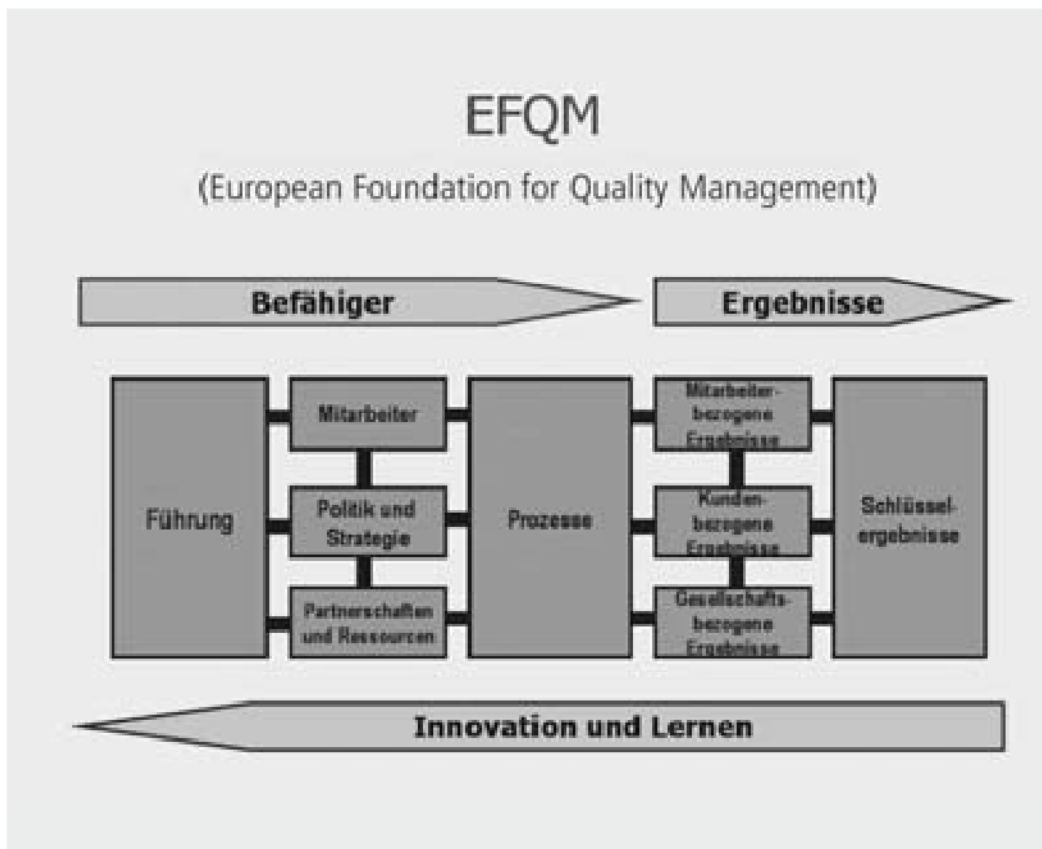 EFQM
(European Foundation for Quality Management)
Befähiger
Ergebnisse
Führung
Mitarbeiter
Politik und
Strategie
Partnerschaften
und Ressourcen
Prozesse
Mitarbeiter-
bezogene
Ergebnisse
Kunden-
bezogene
Ergebnisse
Gesellschafts-
bezogene
Ergebnisse
Schlüssel-
ergebnisse
Innovation und Lernen